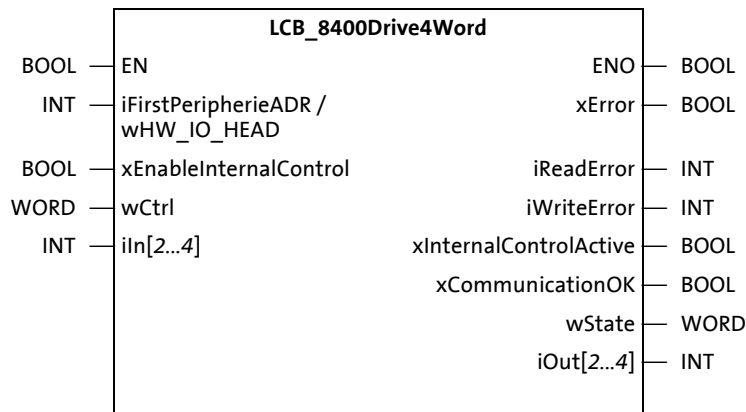 LCB_8400Drive4Word
BOOL EN ENO BOOL
INT iFirstPeripherieADR / xError BOOL
wHW_IO_HEAD
BOOL xEnableInternalControl iReadError INT
WORD wCtrl iWriteError INT
INT iIn[2...4] xInternalControlActive BOOL
xCommunicationOK BOOL
wState WORD
iOut[2...4] INT